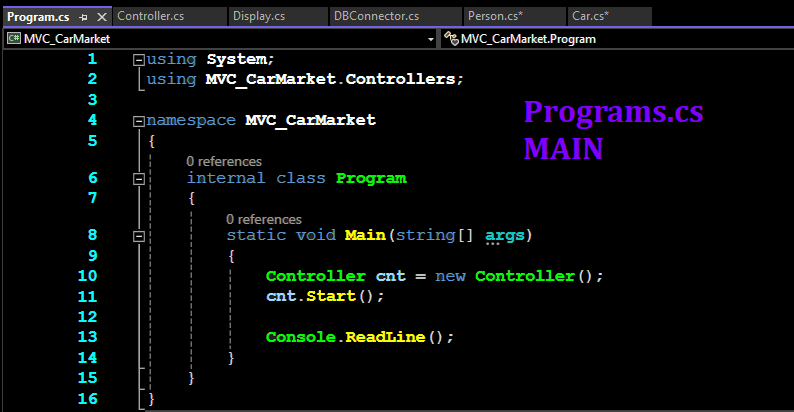 Program.cs
Controller.cs
Display.cs
DBConnector.cs
Person.cs*
Car.cs*
C# MVC_CarMarket
MVC_CarMarket.Program
1 using System;
2 using MVC_CarMarket.Controllers;
3
4 namespace MVC_CarMarket
5 {
0 references
6 internal class Program
7 {
0 references
8 static void Main(string[] args)
9 {
10 Controller cnt = new Controller();
11 cnt.Start();
12
13 Console.ReadLine();
14 }
15 }
16 }
Programs.cs
MAIN